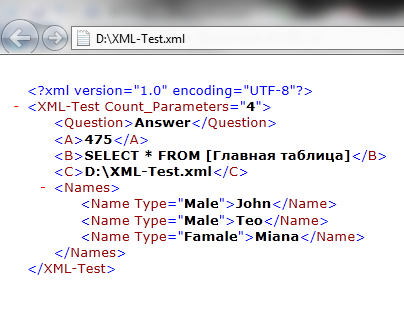 D:\XML-Test.xml
<?xml version="1.0" encoding="UTF-8"?>
- <XML-Test Count_Parameters="4">
<Question>Answer</Question>
<A>475</A>
<B>SELECT * FROM [Главная таблица]</B>
<C>D:\XML-Test.xml</C>
- <Names>
<Name Type="Male">John</Name>
<Name Type="Male">Teo</Name>
<Name Type="Famale">Miana</Name>
</Names>
</XML-Test>